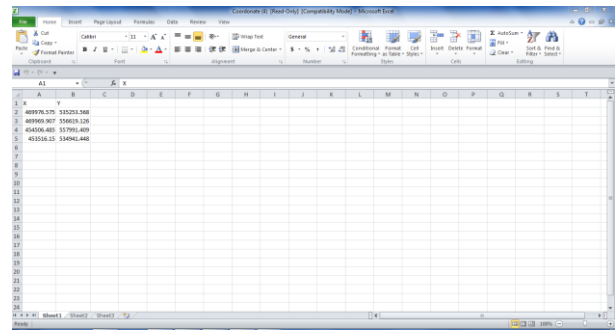 Coordonate (4) [Read-Only] [Compatibility Mode] - Microsoft Excel
File Home Insert Page Layout Formulas Data Review View
Cut Calibri 11 Wrap Text General AutoSum
Paste Copy Merge & Center Conditional Formatting Format as Table Cell Styles Insert Delete Format Fill Sort & Filter Find & Select
Format Painter Clear
Clipboard Font Alignment Number Styles Cells Editing
A1 fx X
A B C D E F G H I J K L M N O P Q R S T
1 X Y
2 469976.575 535253.568
3 469969.907 556619.126
4 454506.485 557991.409
5 453516.15 534941.448
6
7
8
9
10
11
12
13
14
15
16
17
18
19
20
21
22
23
24
Sheet1 Sheet2 Sheet3
Ready 100%